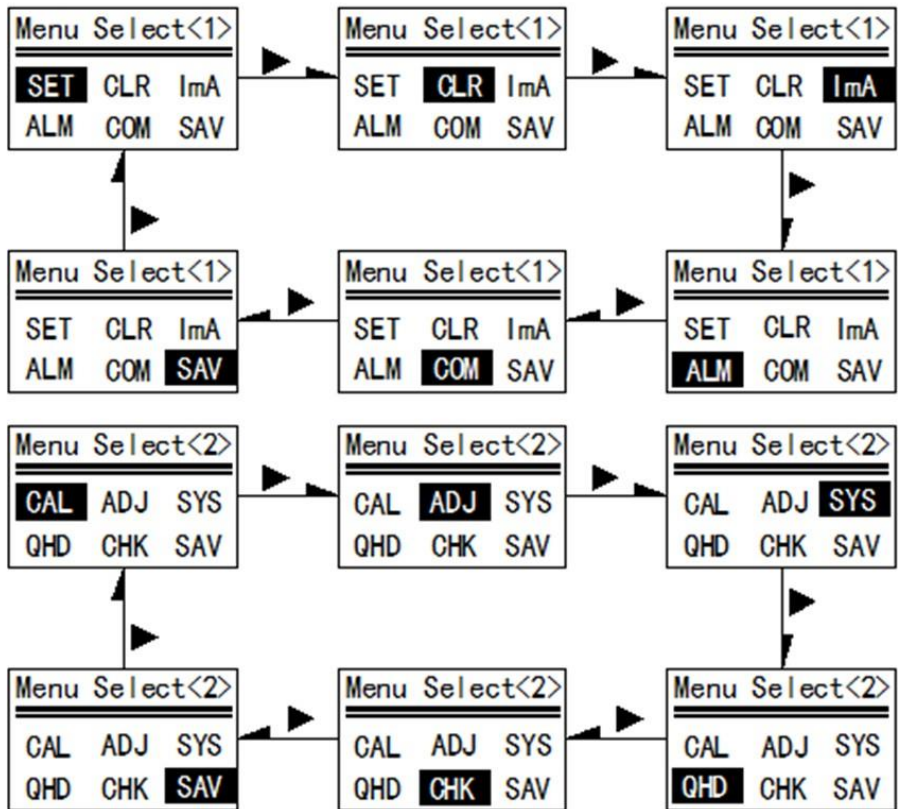 Menu Select<1>
SET CLR ImA
ALM COM SAV
Menu Select<1>
SET CLR ImA
ALM COM SAV
Menu Select<1>
SET CLR ImA
ALM COM SAV
Menu Select<1>
SET CLR ImA
ALM COM SAV
Menu Select<1>
SET CLR ImA
ALM COM SAV
Menu Select<1>
SET CLR ImA
ALM COM SAV
Menu Select<2>
CAL ADJ SYS
QHD CHK SAV
Menu Select<2>
CAL ADJ SYS
QHD CHK SAV
Menu Select<2>
CAL ADJ SYS
QHD CHK SAV
Menu Select<2>
CAL ADJ SYS
QHD CHK SAV
Menu Select<2>
CAL ADJ SYS
QHD CHK SAV
Menu Select<2>
CAL ADJ SYS
QHD CHK SAV